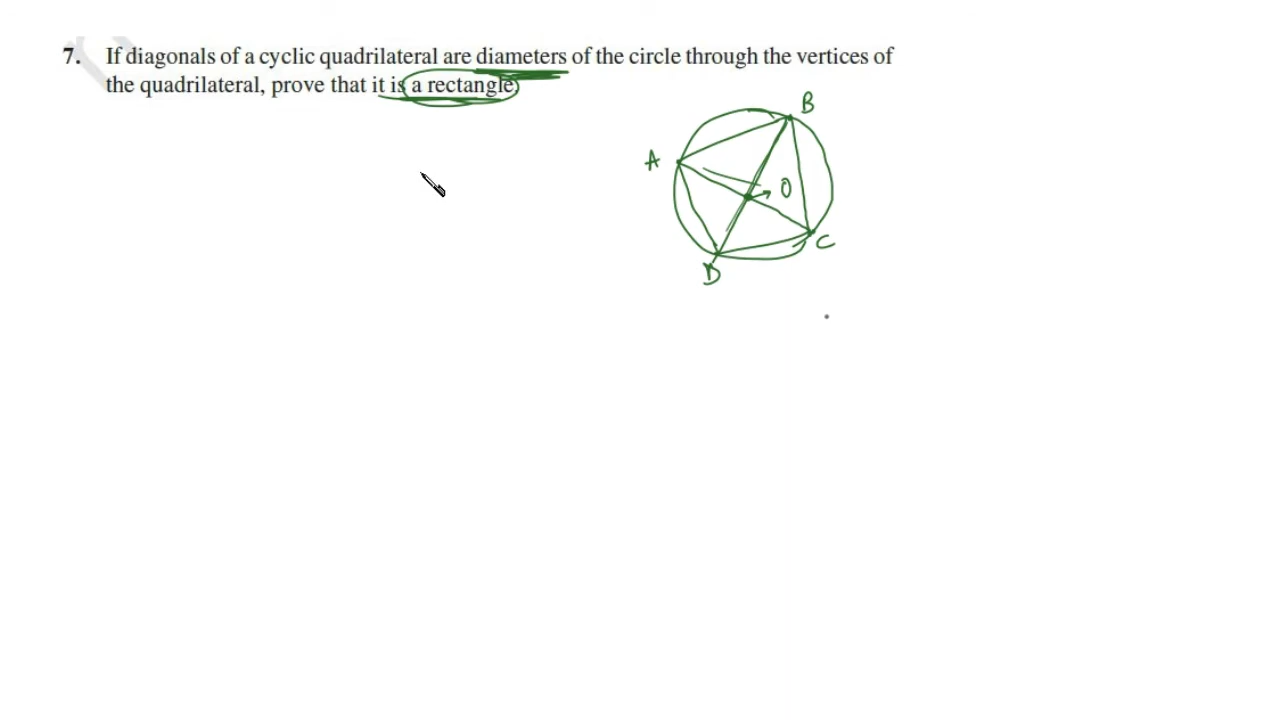 7. If diagonals of a cyclic quadrilateral are diameters of the circle through the vertices of
the quadrilateral, prove that it is a rectangle.
B
A
O
C
D